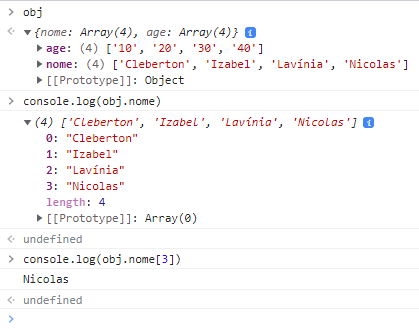 obj
{nome: Array(4), age: Array(4)} i
age: (4) ['10', '20', '30', '40']
nome: (4) ['Cleberton', 'Izabel', 'Lavínia', 'Nicolas']
[[Prototype]]: Object
console.log(obj.nome)
(4) ['Cleberton', 'Izabel', 'Lavínia', 'Nicolas'] i
0: "Cleberton"
1: "Izabel"
2: "Lavínia"
3: "Nicolas"
length: 4
[[Prototype]]: Array(0)
undefined
console.log(obj.nome[3])
Nicolas
undefined